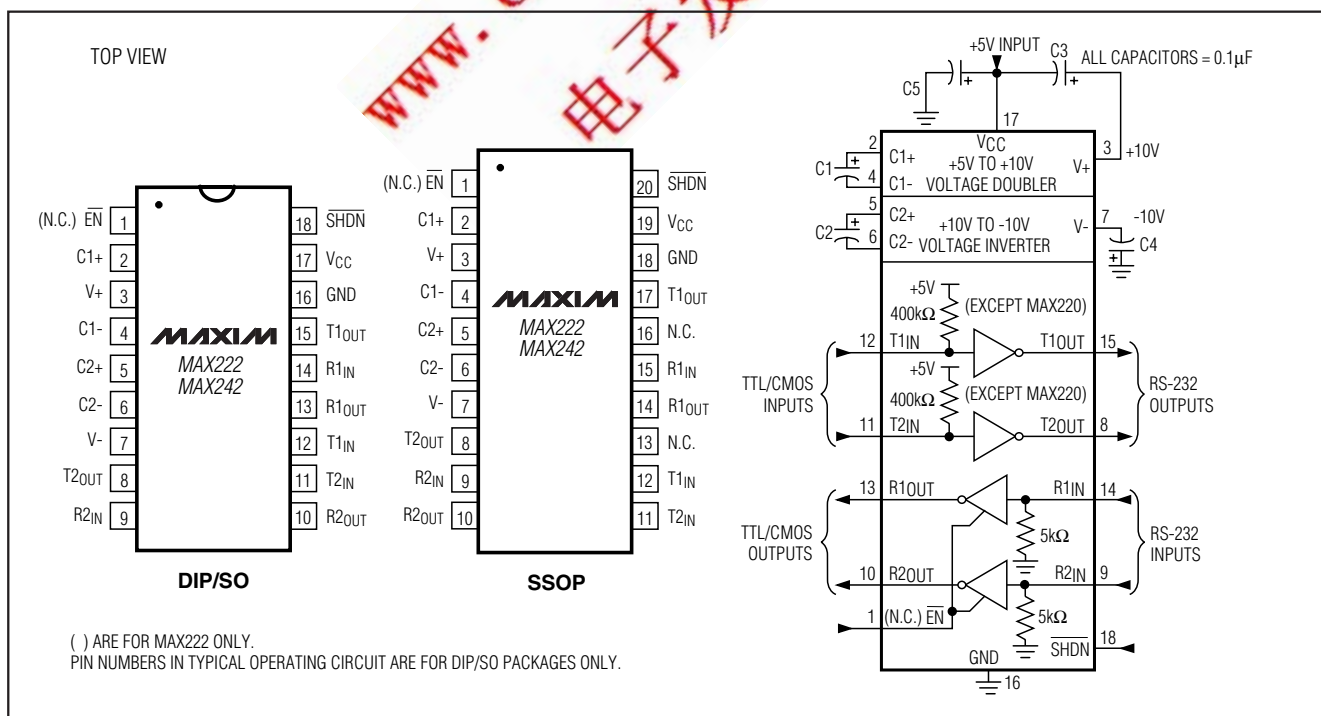 www.
电子发
TOP VIEW
(N.C.) EN 1
C1+ 2
V+ 3
C1- 4
C2+ 5
C2- 6
V- 7
T2OUT 8
R2IN 9
18 SHDN
17 VCC
16 GND
15 T1OUT
14 R1IN
13 R1OUT
12 T1IN
11 T2IN
10 R2OUT
MAXIM
MAX222
MAX242
DIP/SO
(N.C.) EN 1
C1+ 2
V+ 3
C1- 4
C2+ 5
C2- 6
V- 7
T2OUT 8
R2IN 9
R2OUT 10
20 SHDN
19 VCC
18 GND
17 T1OUT
16 N.C.
15 R1IN
14 R1OUT
13 N.C.
12 T1IN
11 T2IN
MAXIM
MAX222
MAX242
SSOP
( ) ARE FOR MAX222 ONLY.
PIN NUMBERS IN TYPICAL OPERATING CIRCUIT ARE FOR DIP/SO PACKAGES ONLY.
+5V INPUT
C3
ALL CAPACITORS = 0.1μF
C5
17
VCC
2 C1+
+5V TO +10V
VOLTAGE DOUBLER
C1
4 C1-
V+ 3 +10V
5 C2+
+10V TO -10V
VOLTAGE INVERTER
C2
6 C2-
V- 7 -10V
C4
+5V
400kΩ
(EXCEPT MAX220)
12 T1IN
T1OUT 15
+5V
400kΩ
(EXCEPT MAX220)
TTL/CMOS
INPUTS
RS-232
OUTPUTS
11 T2IN
T2OUT 8
13 R1OUT
R1IN 14
5kΩ
TTL/CMOS
OUTPUTS
RS-232
INPUTS
10 R2OUT
R2IN 9
5kΩ
1 (N.C.) EN
SHDN 18
GND
16